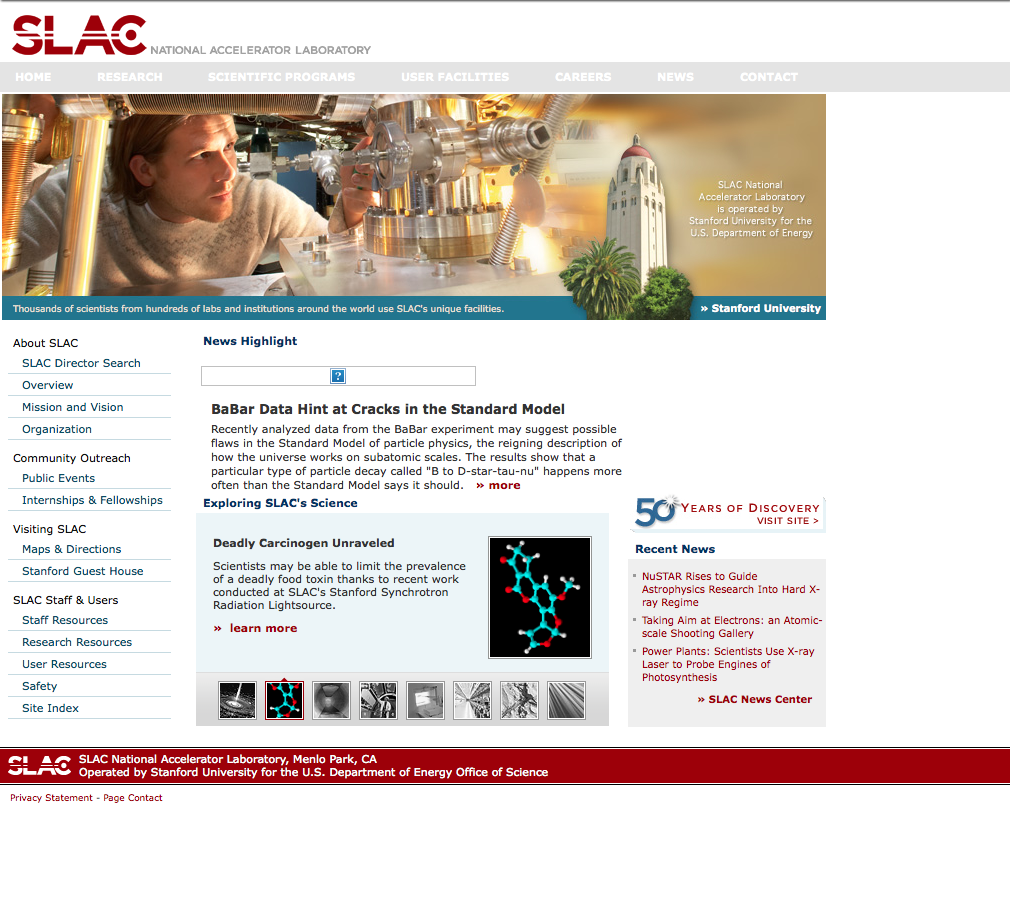 SLAC NATIONAL ACCELERATOR LABORATORY
HOME RESEARCH SCIENTIFIC PROGRAMS USER FACILITIES CAREERS NEWS CONTACT
SLAC National
Accelerator Laboratory
is operated by
Stanford University for the
U.S. Department of Energy
Thousands of scientists from hundreds of labs and institutions around the world use SLAC's unique facilities.
» Stanford University
About SLAC
SLAC Director Search
Overview
Mission and Vision
Organization
Community Outreach
Public Events
Internships & Fellowships
Visiting SLAC
Maps & Directions
Stanford Guest House
SLAC Staff & Users
Staff Resources
Research Resources
User Resources
Safety
Site Index
News Highlight
?
BaBar Data Hint at Cracks in the Standard Model
Recently analyzed data from the BaBar experiment may suggest possible
flaws in the Standard Model of particle physics, the reigning description of
how the universe works on subatomic scales. The results show that a
particular type of particle decay called "B to D-star-tau-nu" happens more
often than the Standard Model says it should. » more
Exploring SLAC's Science
Deadly Carcinogen Unraveled
Scientists may be able to limit the prevalence
of a deadly food toxin thanks to recent work
conducted at SLAC's Stanford Synchrotron
Radiation Lightsource.
» learn more
50 YEARS OF DISCOVERY
VISIT SITE >
Recent News
NuSTAR Rises to Guide
Astrophysics Research Into Hard X-
ray Regime
Taking Aim at Electrons: an Atomic-
scale Shooting Gallery
Power Plants: Scientists Use X-ray
Laser to Probe Engines of
Photosynthesis
» SLAC News Center
SLAC
SLAC National Accelerator Laboratory, Menlo Park, CA
Operated by Stanford University for the U.S. Department of Energy Office of Science
Privacy Statement - Page Contact